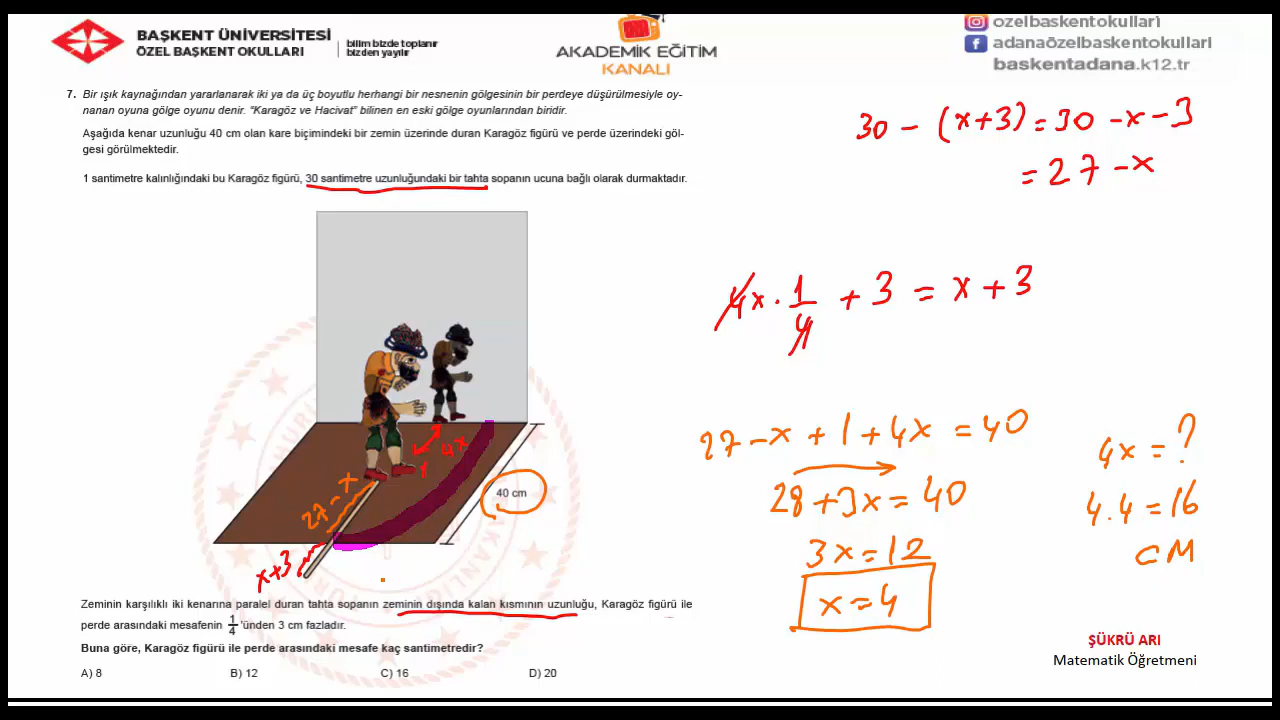 BAŞKENT ÜNİVERSİTESİ
ÖZEL BAŞKENT OKULLARI
bilim bizde toplanır
bizden yayılır
AKADEMİK EĞİTİM
KANALI
ozelbaskentokullari
adanaözelbaskentokullari
baskentadana.k12.tr
7. Bir ışık kaynağından yararlanarak iki ya da üç boyutlu herhangi bir nesnenin gölgesinin bir perdeye düşürülmesiyle oy-
nanan oyuna gölge oyunu denir. "Karagöz ve Hacivat" bilinen en eski gölge oyunlarından biridir.
Aşağıda kenar uzunluğu 40 cm olan kare biçimindeki bir zemin üzerinde duran Karagöz figürü ve perde üzerindeki göl-
gesi görülmektedir.
1 santimetre kalınlığındaki bu Karagöz figürü, 30 santimetre uzunluğundaki bir tahta sopanın ucuna bağlı olarak durmaktadır.
30 - (x+3) = 30 - x - 3
= 27 - x
4x . 1/4 + 3 = x + 3
4x
1
27 - x
x+3
40 cm
27 - x + 1 + 4x = 40
28 + 3x = 40
3x = 12
x = 4
4x = ?
4.4 = 16
CM
Zeminin karşılıklı iki kenarına paralel duran tahta sopanın zeminin dışında kalan kısmının uzunluğu, Karagöz figürü ile
perde arasındaki mesafenin 1/4 'ünden 3 cm fazladır.
Buna göre, Karagöz figürü ile perde arasındaki mesafe kaç santimetredir?
A) 8 B) 12 C) 16 D) 20
ŞÜKRÜ ARI
Matematik Öğretmeni